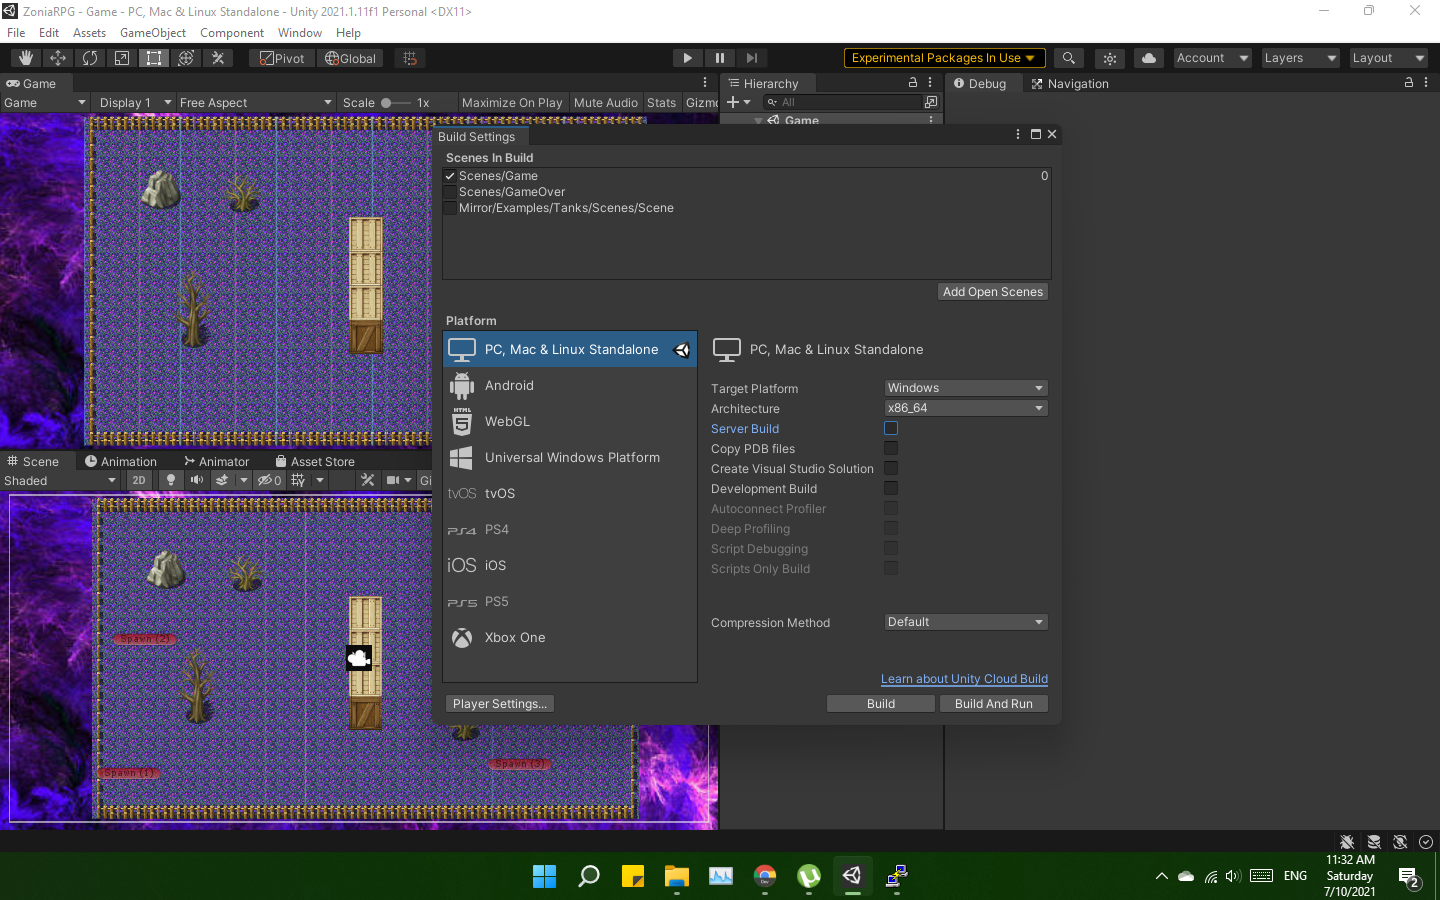 ZoniaRPG - Game - PC, Mac & Linux Standalone - Unity 2021.1.11f1 Personal <DX11>
File Edit Assets GameObject Component Window Help
Pivot Global Experimental Packages In Use Account Layers Layout
Game Hierarchy Debug Navigation
Game Display 1 Free Aspect Scale 1x Maximize On Play Mute Audio Stats Gizmo All
Game
Build Settings
Scenes In Build
Scenes/Game 0
Scenes/GameOver
Mirror/Examples/Tanks/Scenes/Scene
Add Open Scenes
Platform
PC, Mac & Linux Standalone
Android
HTML
5
WebGL
Universal Windows Platform
tvOS tvOS
PS4 PS4
iOS iOS
PS5 PS5
Xbox One
PC, Mac & Linux Standalone
Target Platform Windows
Architecture x86_64
Server Build
Copy PDB files
Create Visual Studio Solution
Development Build
Autoconnect Profiler
Deep Profiling
Script Debugging
Scripts Only Build
Compression Method Default
Learn about Unity Cloud Build
Player Settings... Build Build And Run
Scene Animation Animator Asset Store
Shaded 2D 0 Gi
Spawn (2)
Spawn (1)
Spawn (3)
Dev
ENG
11:32 AM
Saturday
7/10/2021
2